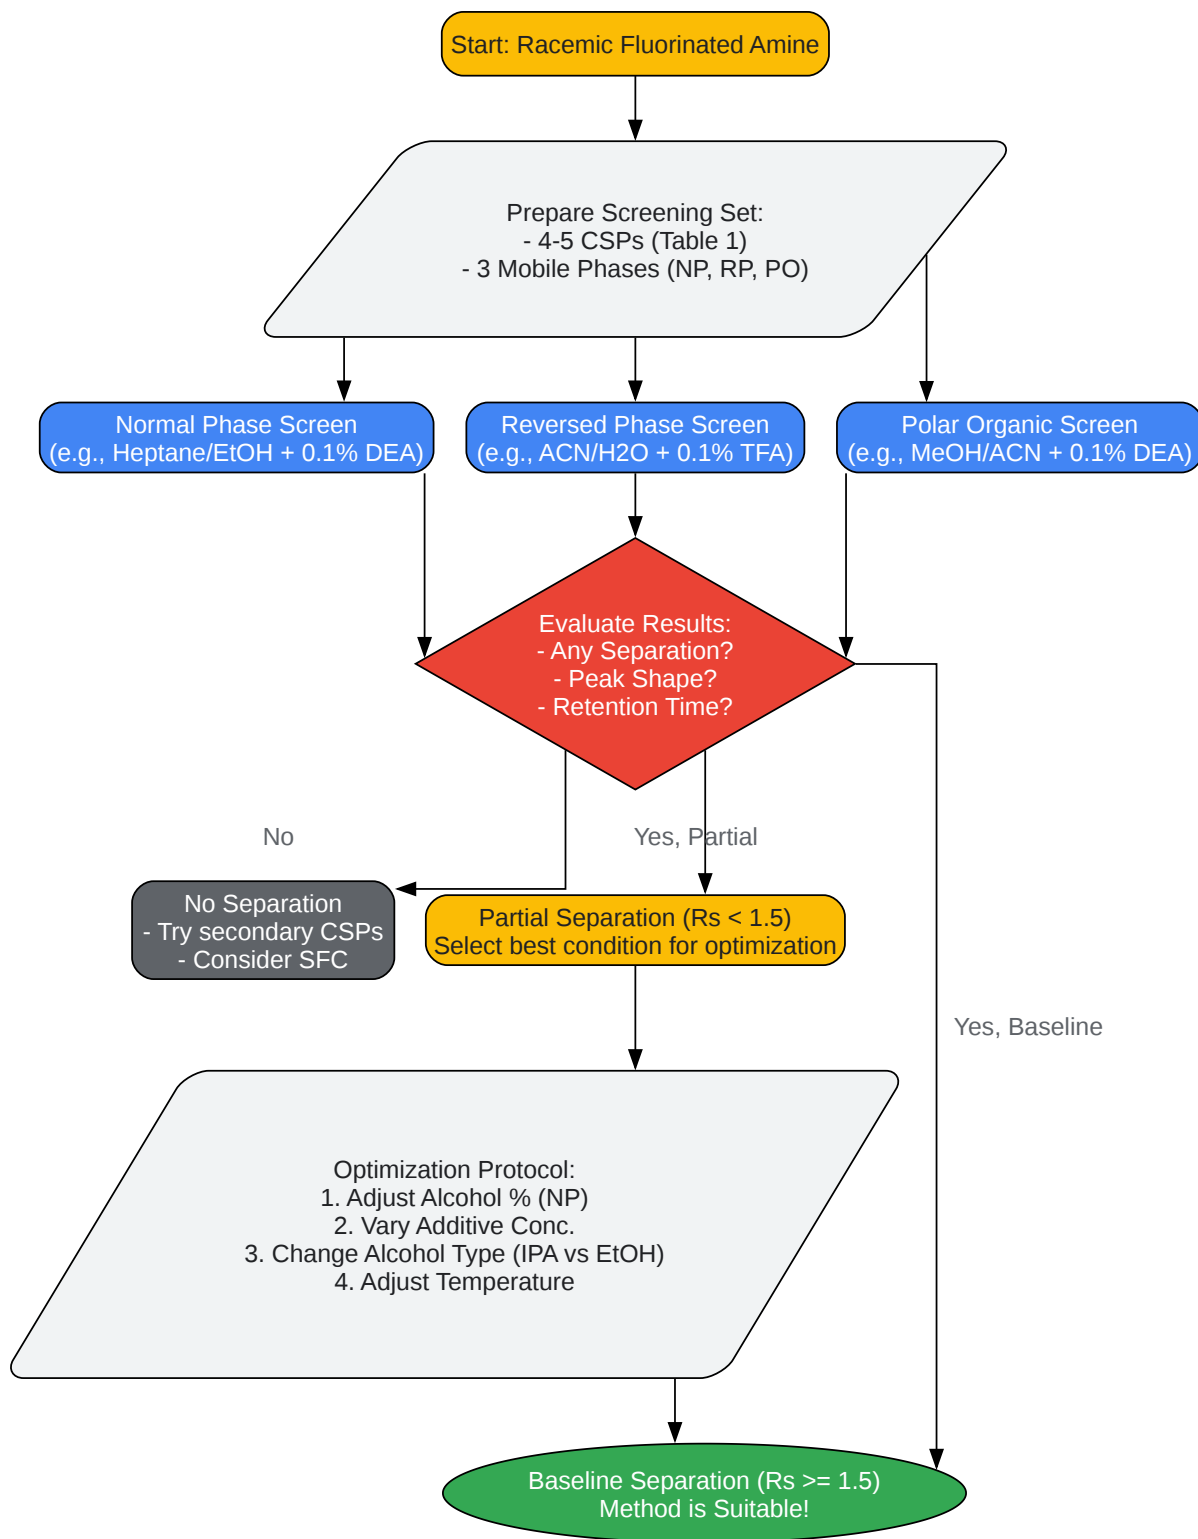 Start: Racemic Fluorinated Amine
Prepare Screening Set:
- 4-5 CSPs (Table 1)
- 3 Mobile Phases (NP, RP, PO)
Normal Phase Screen
(e.g., Heptane/EtOH + 0.1% DEA)
Reversed Phase Screen
(e.g., ACN/H2O + 0.1% TFA)
Polar Organic Screen
(e.g., MeOH/ACN + 0.1% DEA)
Evaluate Results:
- Any Separation?
- Peak Shape?
- Retention Time?
No
Yes, Partial
No Separation
- Try secondary CSPs
- Consider SFC
Partial Separation (Rs < 1.5)
Select best condition for optimization
Yes, Baseline
Optimization Protocol:
1. Adjust Alcohol % (NP)
2. Vary Additive Conc.
3. Change Alcohol Type (IPA vs EtOH)
4. Adjust Temperature
Baseline Separation (Rs >= 1.5)
Method is Suitable!